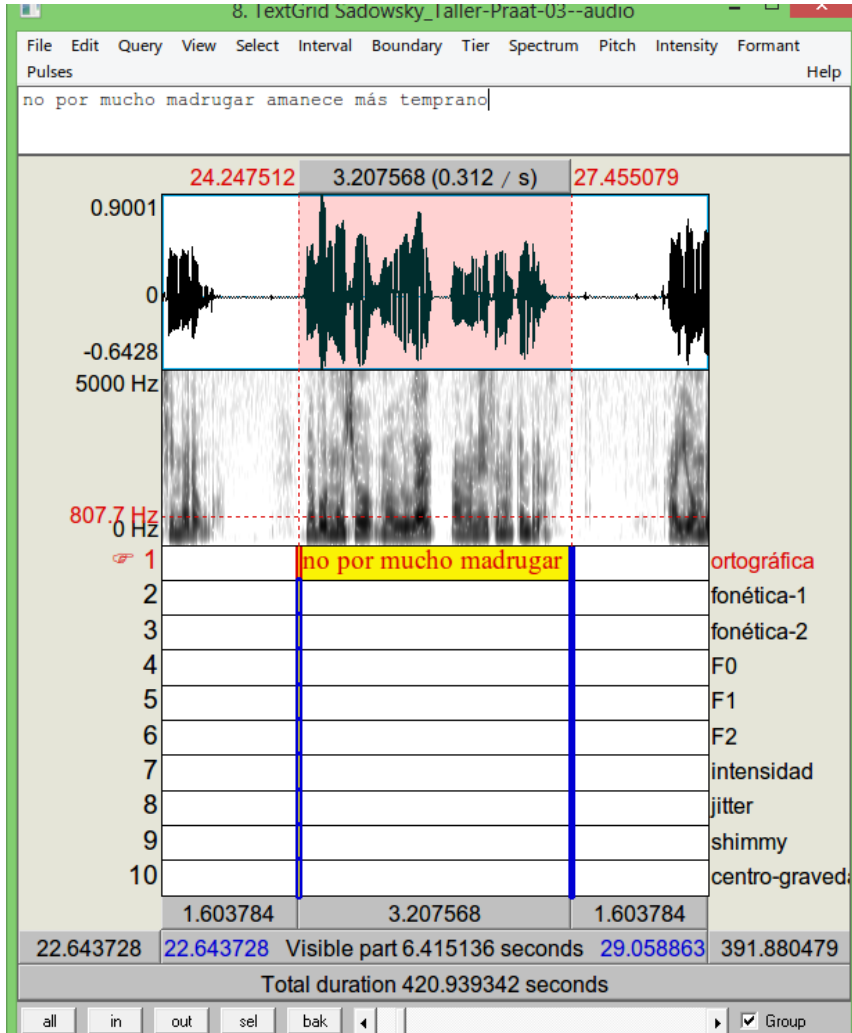 8. TextGrid Sadowsky_Taller-Praat-03--audio
File Edit Query View Select Interval Boundary Tier Spectrum Pitch Intensity Formant
Pulses Help
no por mucho madrugar amanece más temprano
24.247512 3.207568 (0.312 / s) 27.455079
0.9001
0
-0.6428
5000 Hz
807.7 Hz
0 Hz
1 no por mucho madrugar ortográfica
2 fonética-1
3 fonética-2
4 F0
5 F1
6 F2
7 intensidad
8 jitter
9 shimmy
10 centro-graveda
1.603784 3.207568 1.603784
22.643728 22.643728 Visible part 6.415136 seconds 29.058863 391.880479
Total duration 420.939342 seconds
all in out sel bak Group